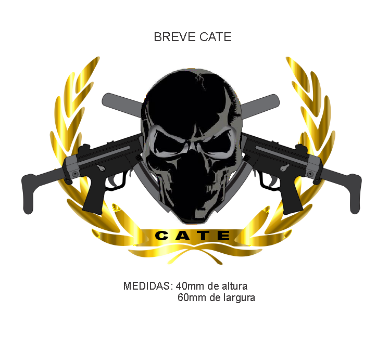 BREVE CATE
CATE
MEDIDAS: 40mm de altura
60mm de largura